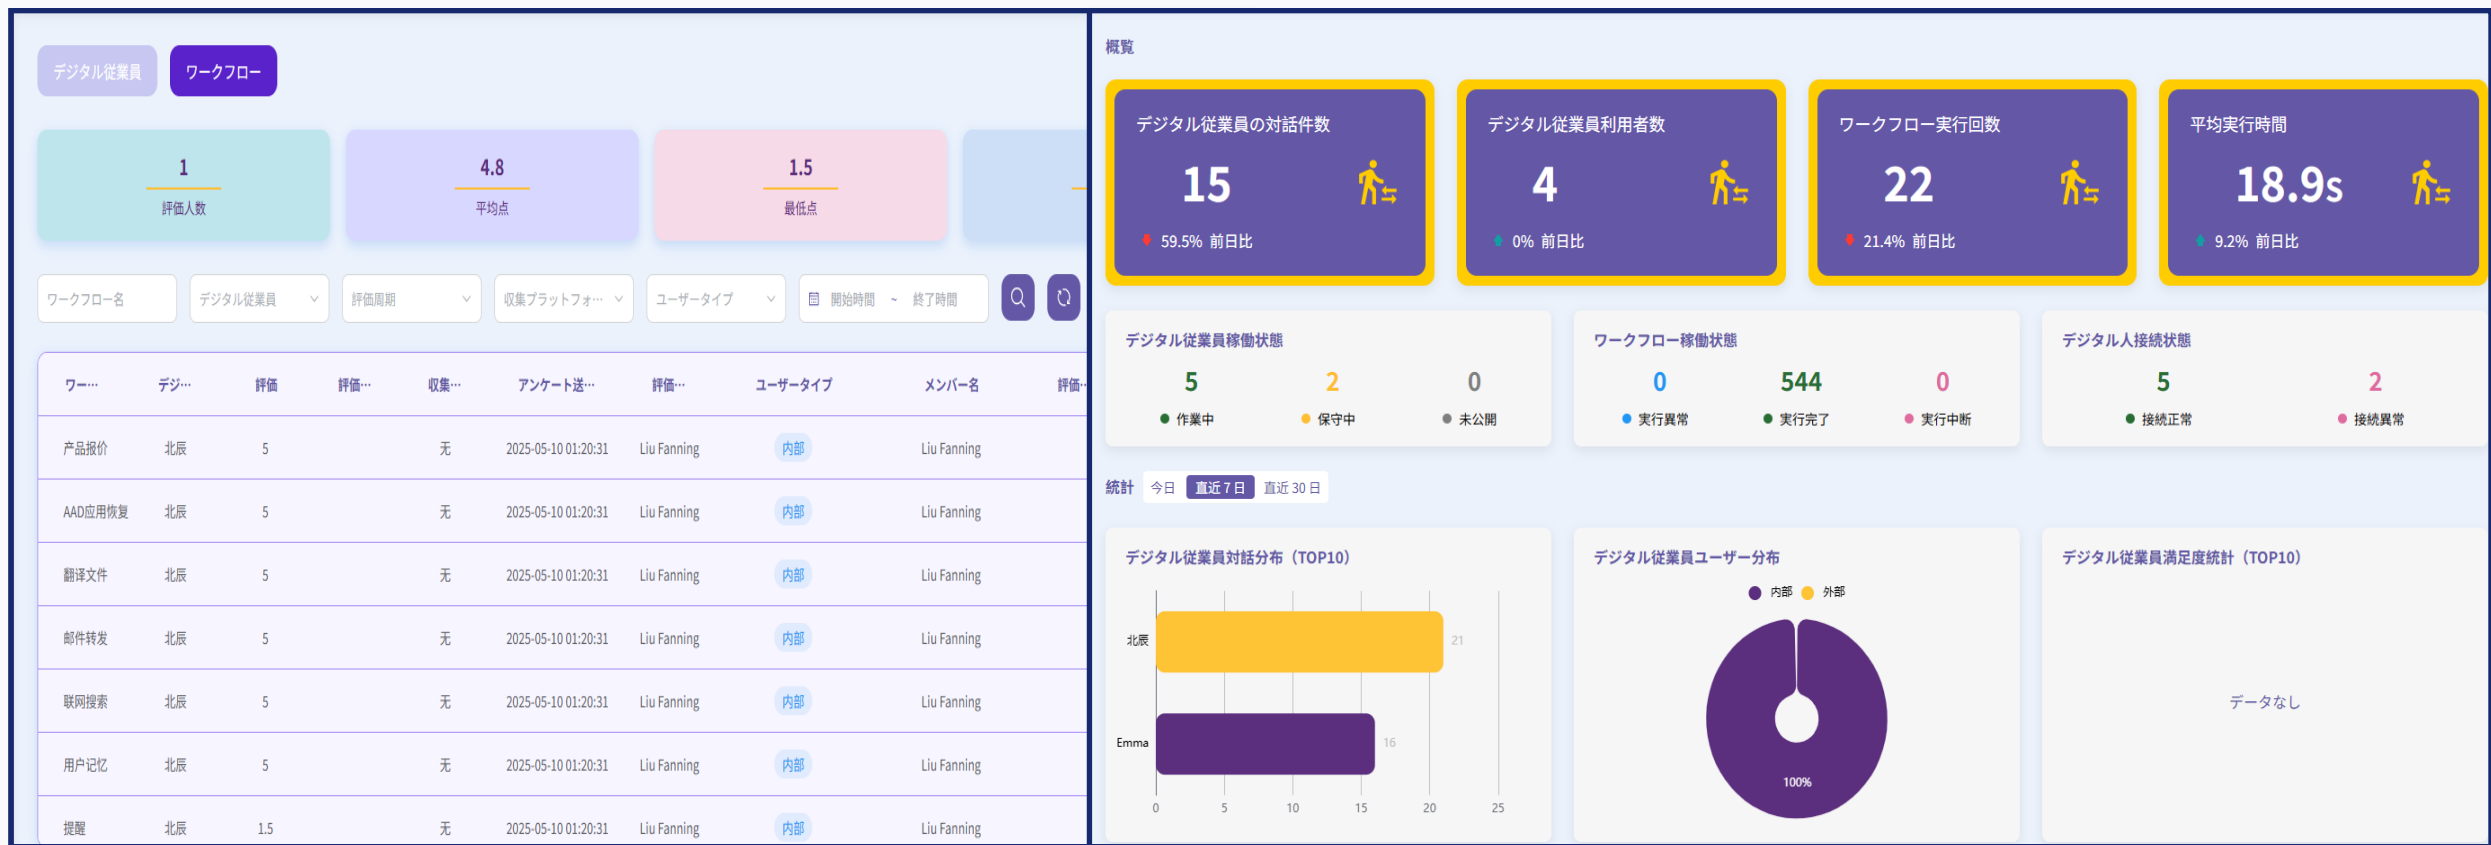 デジタル従業員 ワークフロー
1 4.8 1.5
評価人数 平均点 最低点
ワークフロー名 デジタル従業員 評価周期 収集プラットフォ… ユーザータイプ 開始時間 ~ 終了時間
ワー… デジ… 評価 評価… 収集… アンケート送… 評価… ユーザータイプ メンバー名 評価…
产品报价 北辰 5 无 2025-05-10 01:20:31 Liu Fanning 内部 Liu Fanning
AAD应用恢复 北辰 5 无 2025-05-10 01:20:31 Liu Fanning 内部 Liu Fanning
翻译文件 北辰 5 无 2025-05-10 01:20:31 Liu Fanning 内部 Liu Fanning
邮件转发 北辰 5 无 2025-05-10 01:20:31 Liu Fanning 内部 Liu Fanning
联网搜索 北辰 5 无 2025-05-10 01:20:31 Liu Fanning 内部 Liu Fanning
用户记忆 北辰 5 无 2025-05-10 01:20:31 Liu Fanning 内部 Liu Fanning
提醒 北辰 1.5 无 2025-05-10 01:20:31 Liu Fanning 内部 Liu Fanning
概覧
デジタル従業員の対話件数 デジタル従業員利用者数 ワークフロー実行回数 平均実行時間
15 4 22 18.9s
59.5% 前日比 0% 前日比 21.4% 前日比 9.2% 前日比
デジタル従業員稼働状態 ワークフロー稼働状態 デジタル人接続状態
5 2 0 0 544 0 5 2
作業中 保守中 未公開 実行異常 実行完了 実行中断 接続正常 接続異常
統計 今日 直近 7 日 直近 30 日
デジタル従業員対話分布（TOP10） デジタル従業員ユーザー分布 デジタル従業員満足度統計（TOP10）
内部 外部
北辰 21
データなし
Emma 16
100%
0 5 10 15 20 25